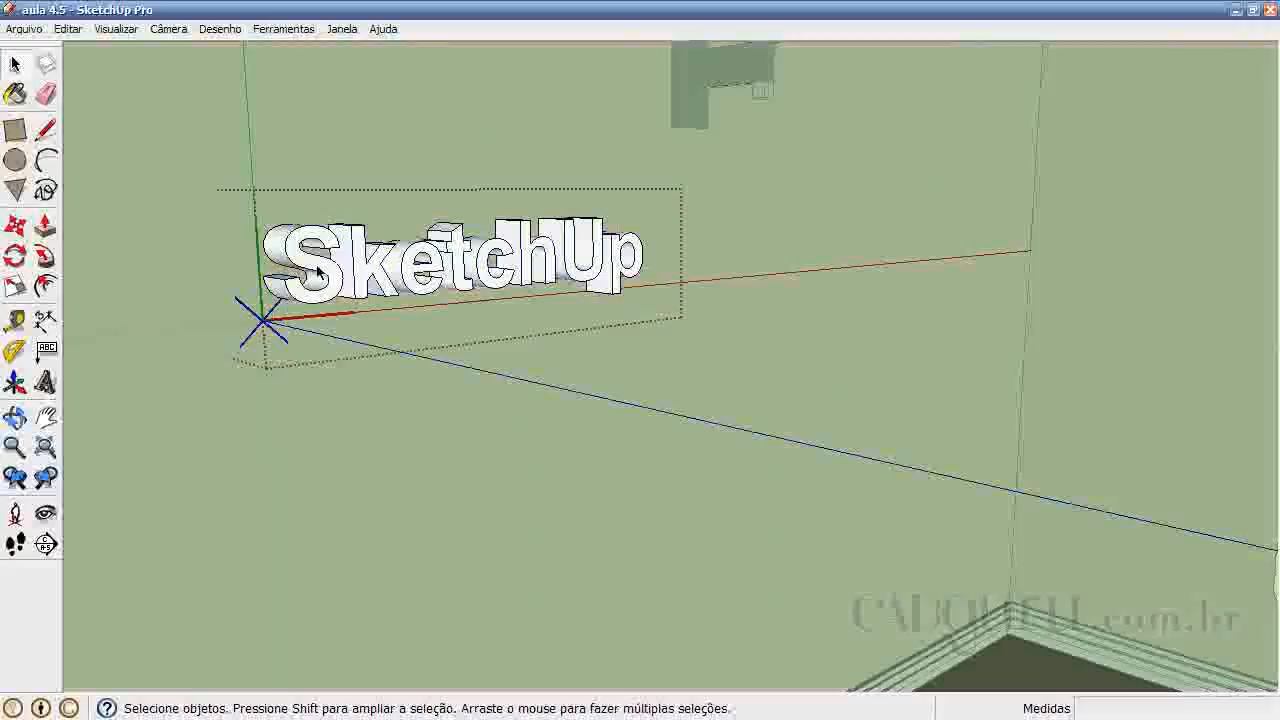 aula 4.5 - SketchUp Pro
Arquivo Editar Visualizar Câmera Desenho Ferramentas Janela Ajuda
SketchUp
ABC
Selecione objetos. Pressione Shift para ampliar a seleção. Arraste o mouse para fazer múltiplas seleções. Medidas